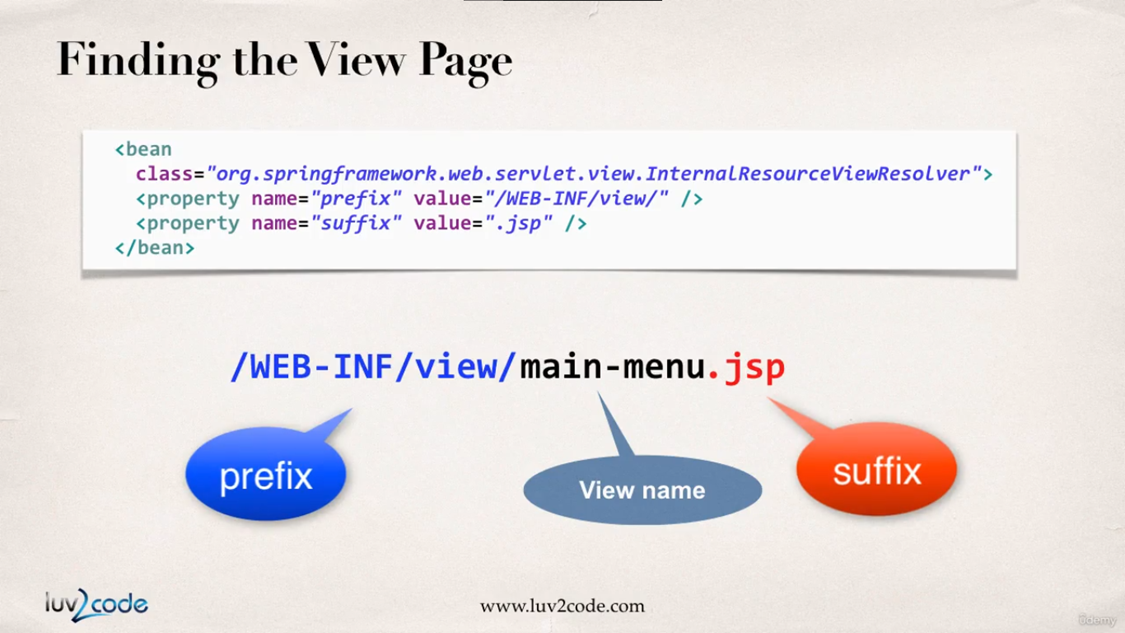 Finding the View Page
<bean
class="org.springframework.web.servlet.view.InternalResourceViewResolver">
<property name="prefix" value="/WEB-INF/view/" />
<property name="suffix" value=".jsp" />
</bean>
/WEB-INF/view/main-menu.jsp
prefix
View name
suffix
luv2code
www.luv2code.com
ûdemy